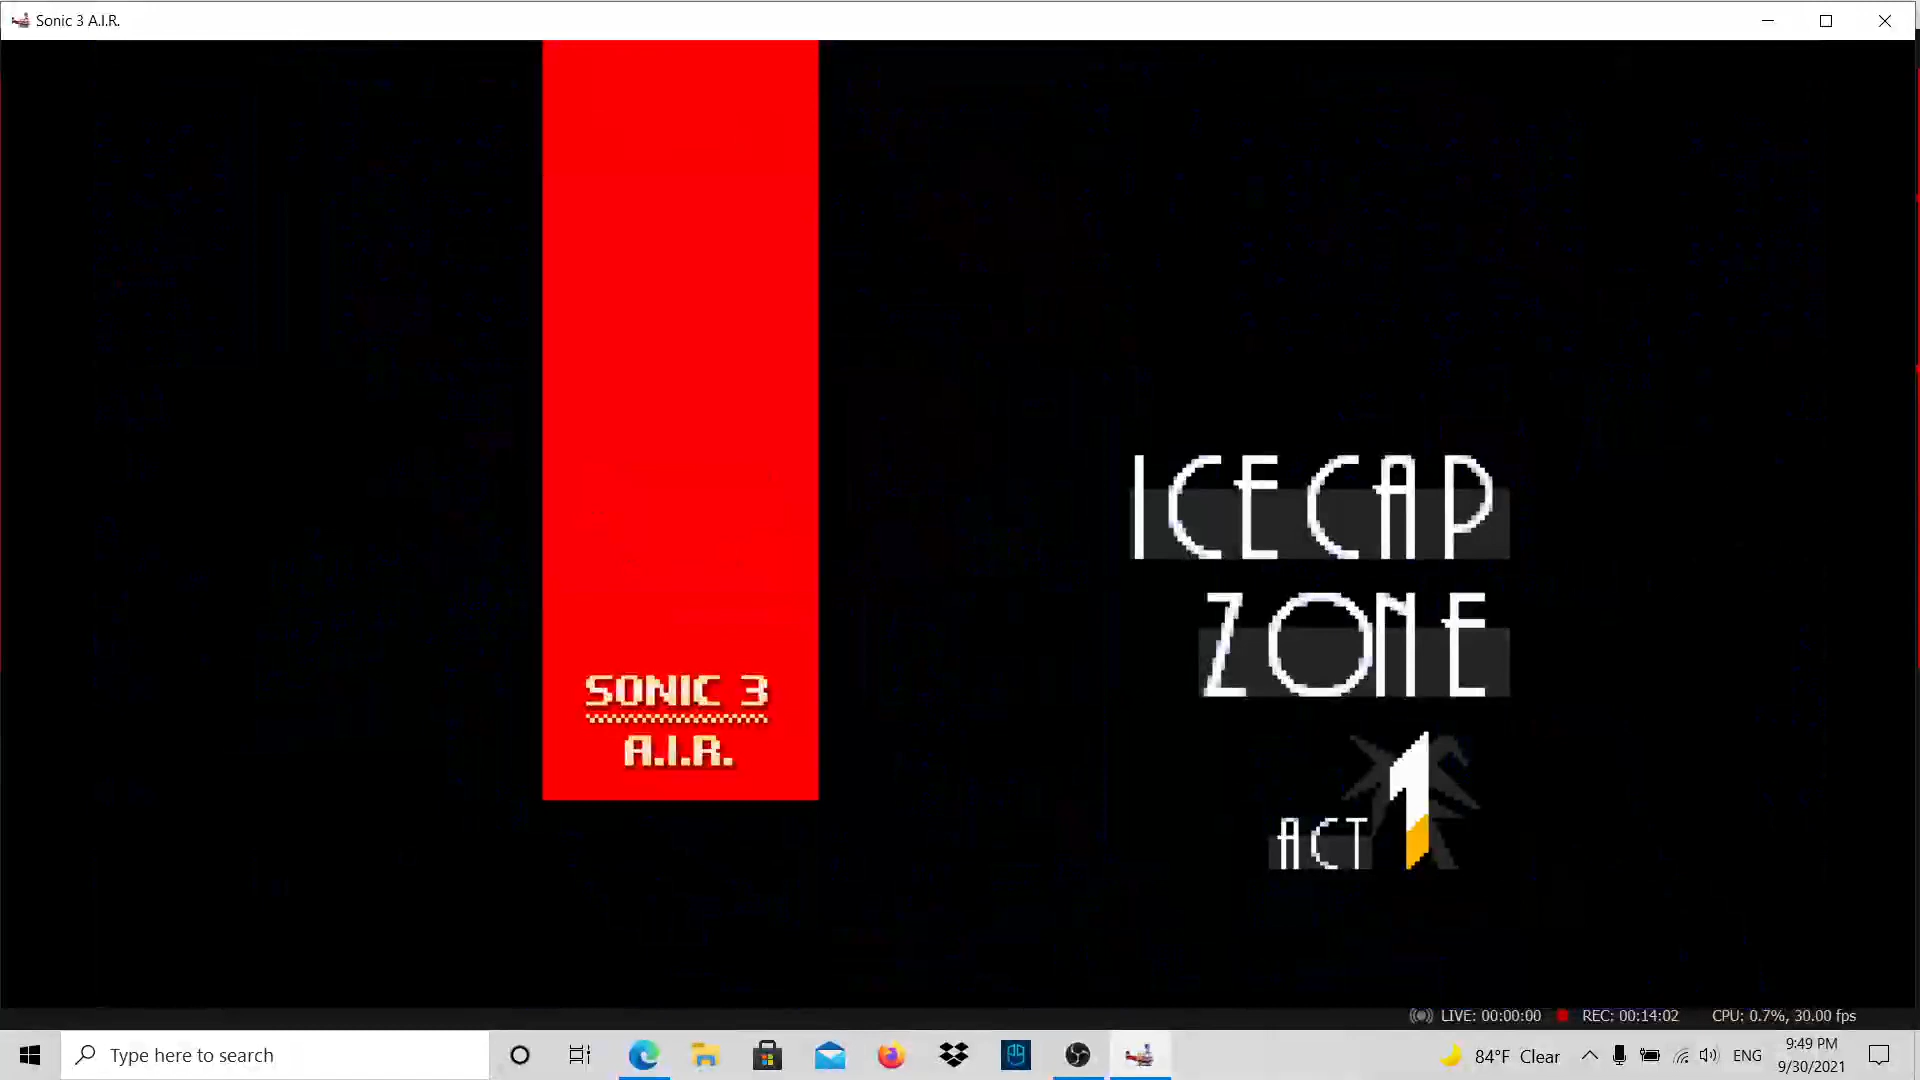 Sonic 3 A.I.R.
ICECAP
ZONE
ACT 1
SONIC 3
A.I.R.
LIVE: 00:00:00 REC: 00:14:02 CPU: 0.7%, 30.00 fps
Type here to search
84°F Clear
ENG
9:49 PM
9/30/2021